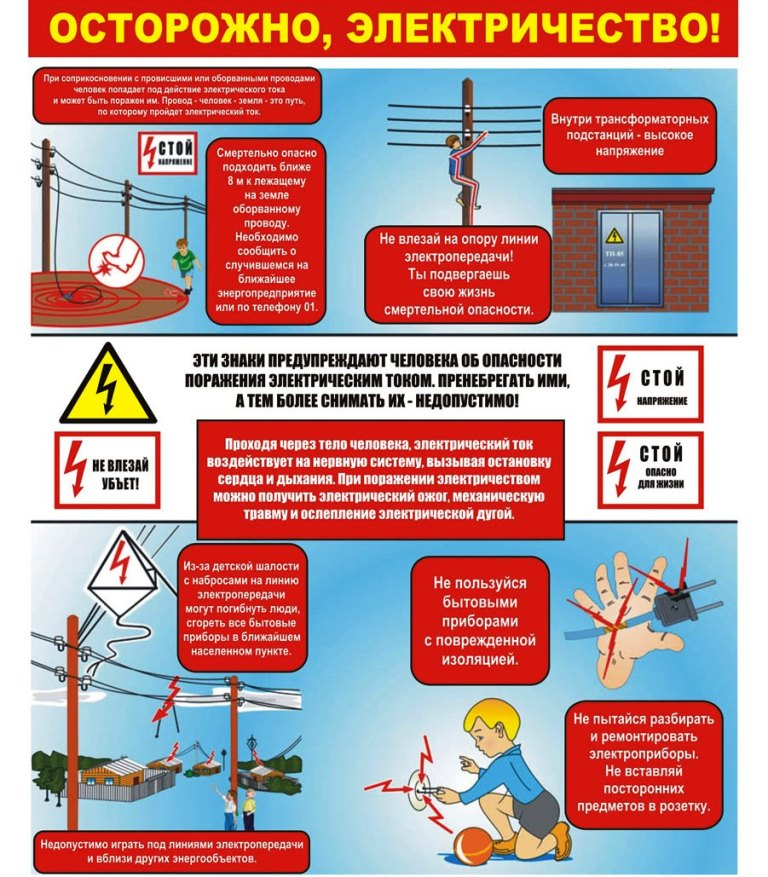 ОСТОРОЖНО, ЭЛЕКТРИЧЕСТВО!
При соприкосновении с провисшими или оборванными проводами
человек попадает под действие электрического тока
и может быть поражен им. Провод - человек - земля - это путь,
по которому пройдет электрический ток.
СТОЙ
НАПРЯЖЕНИЕ
Смертельно опасно
подходить ближе
8 м к лежащему
на земле
оборванному
проводу.
Необходимо
сообщить о
случившемся на
ближайшее
энергопредприятие
или по телефону 01.
8 м
Не влезай на опору линии
электропередачи!
Ты подвергаешь
свою жизнь
смертельной опасности.
Внутри трансформаторных
подстанций - высокое
напряжение
ТП-85
ЭТИ ЗНАКИ ПРЕДУПРЕЖДАЮТ ЧЕЛОВЕКА ОБ ОПАСНОСТИ
ПОРАЖЕНИЯ ЭЛЕКТРИЧЕСКИМ ТОКОМ. ПРЕНЕБРЕГАТЬ ИМИ,
А ТЕМ БОЛЕЕ СНИМАТЬ ИХ - НЕДОПУСТИМО!
НЕ ВЛЕЗАЙ
УБЪЕТ!
Проходя через тело человека, электрический ток
воздействует на нервную систему, вызывая остановку
сердца и дыхания. При поражении электричеством
можно получить электрический ожог, механическую
травму и ослепление электрической дугой.
СТОЙ
НАПРЯЖЕНИЕ
СТОЙ
ОПАСНО
ДЛЯ ЖИЗНИ
Из-за детской шалости
с набросами на линию
электропередачи
могут погибнуть люди,
сгореть все бытовые
приборы в ближайшем
населенном пункте.
Недопустимо играть под линиями электропередачи
и вблизи других энергообъектов.
Не пользуйся
бытовыми
приборами
с поврежденной
изоляцией.
Не пытайся разбирать
и ремонтировать
электроприборы.
Не вставляй
посторонних
предметов в розетку.